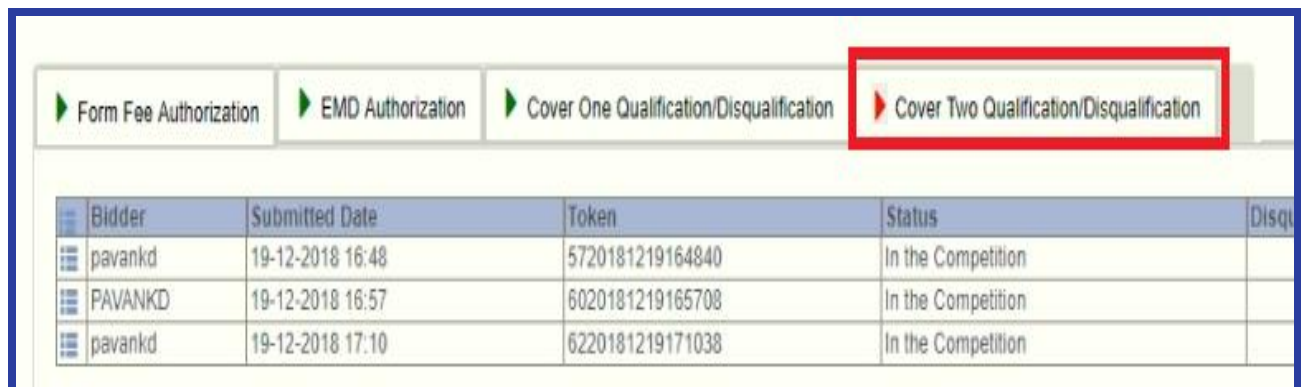 Form Fee Authorization EMD Authorization Cover One Qualification/Disqualification Cover Two Qualification/Disqualification
Bidder Submitted Date Token Status
pavankd 19-12-2018 16:48 5720181219164840 In the Competition
PAVANKD 19-12-2018 16:57 6020181219165708 In the Competition
pavankd 19-12-2018 17:10 6220181219171038 In the Competition